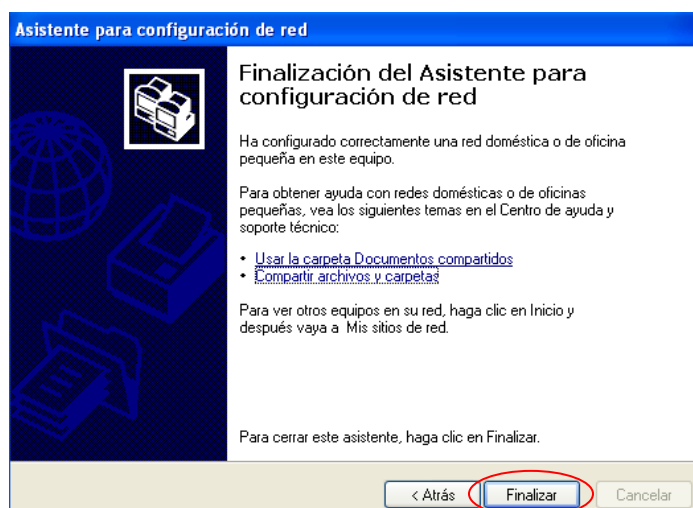 Asistente para configuración de red
Finalización del Asistente para
configuración de red
Ha configurado correctamente una red doméstica o de oficina
pequeña en este equipo.
Para obtener ayuda con redes domésticas o de oficinas
pequeñas, vea los siguientes temas en el Centro de ayuda y
soporte técnico:
• Usar la carpeta Documentos compartidos
• Compartir archivos y carpetas
Para ver otros equipos en su red, haga clic en Inicio y
después vaya a Mis sitios de red.
Para cerrar este asistente, haga clic en Finalizar.
< Atrás Finalizar Cancelar